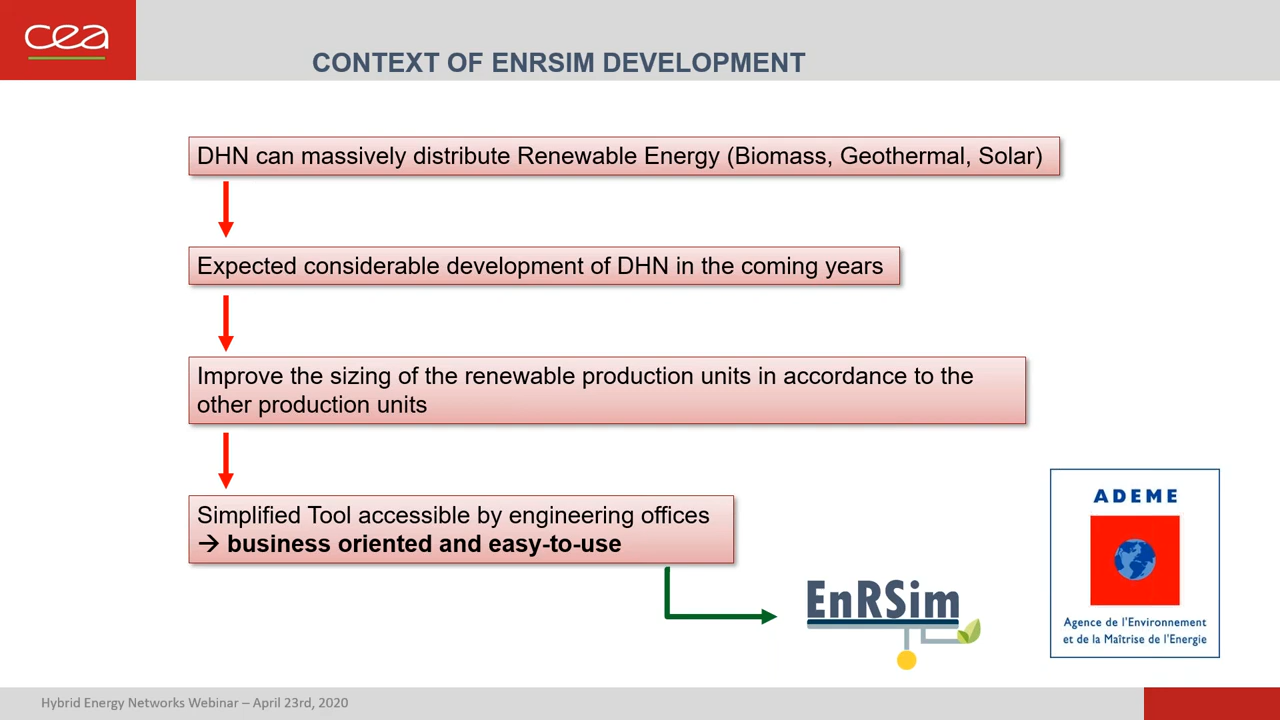 cea
CONTEXT OF ENRSIM DEVELOPMENT
DHN can massively distribute Renewable Energy (Biomass, Geothermal, Solar)
Expected considerable development of DHN in the coming years
Improve the sizing of the renewable production units in accordance to the
other production units
Simplified Tool accessible by engineering offices
→ business oriented and easy-to-use
EnRSim
ADEME
Agence de l'Environnement
et de la Maîtrise de l'Energie
Hybrid Energy Networks Webinar – April 23rd, 2020